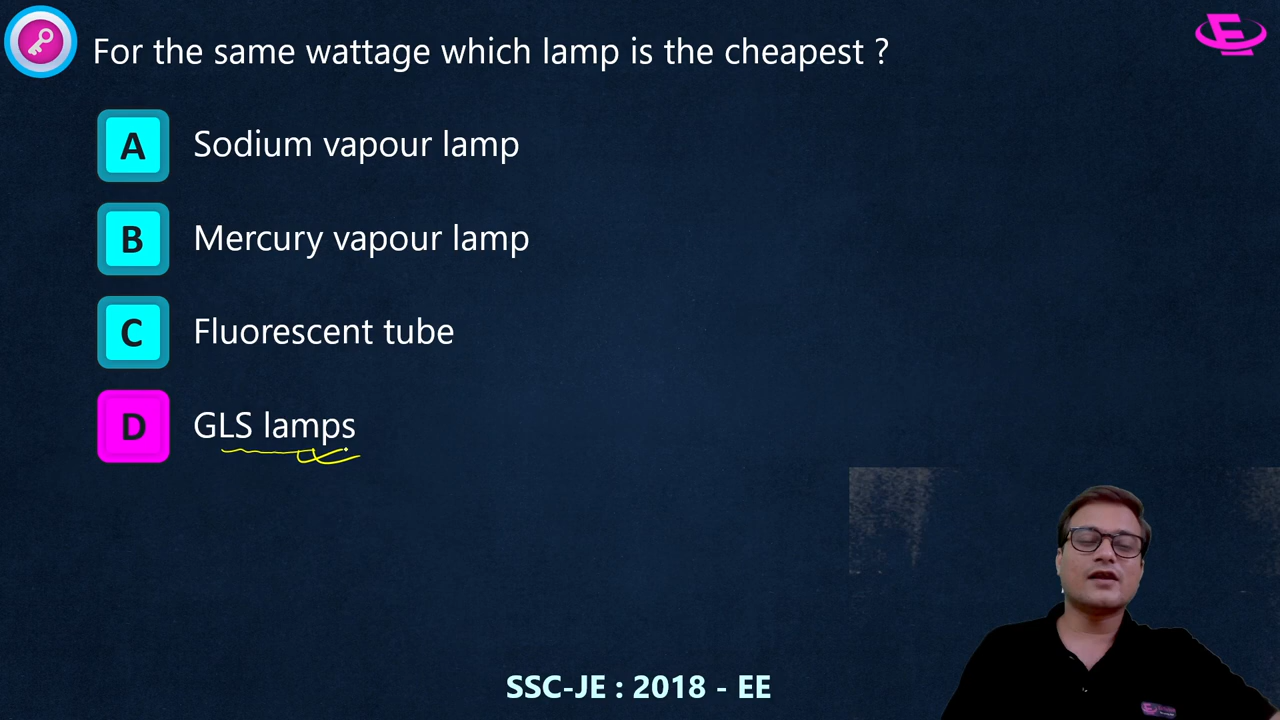 For the same wattage which lamp is the cheapest ?
A Sodium vapour lamp
B Mercury vapour lamp
C Fluorescent tube
D GLS lamps
SSC-JE : 2018 - EE